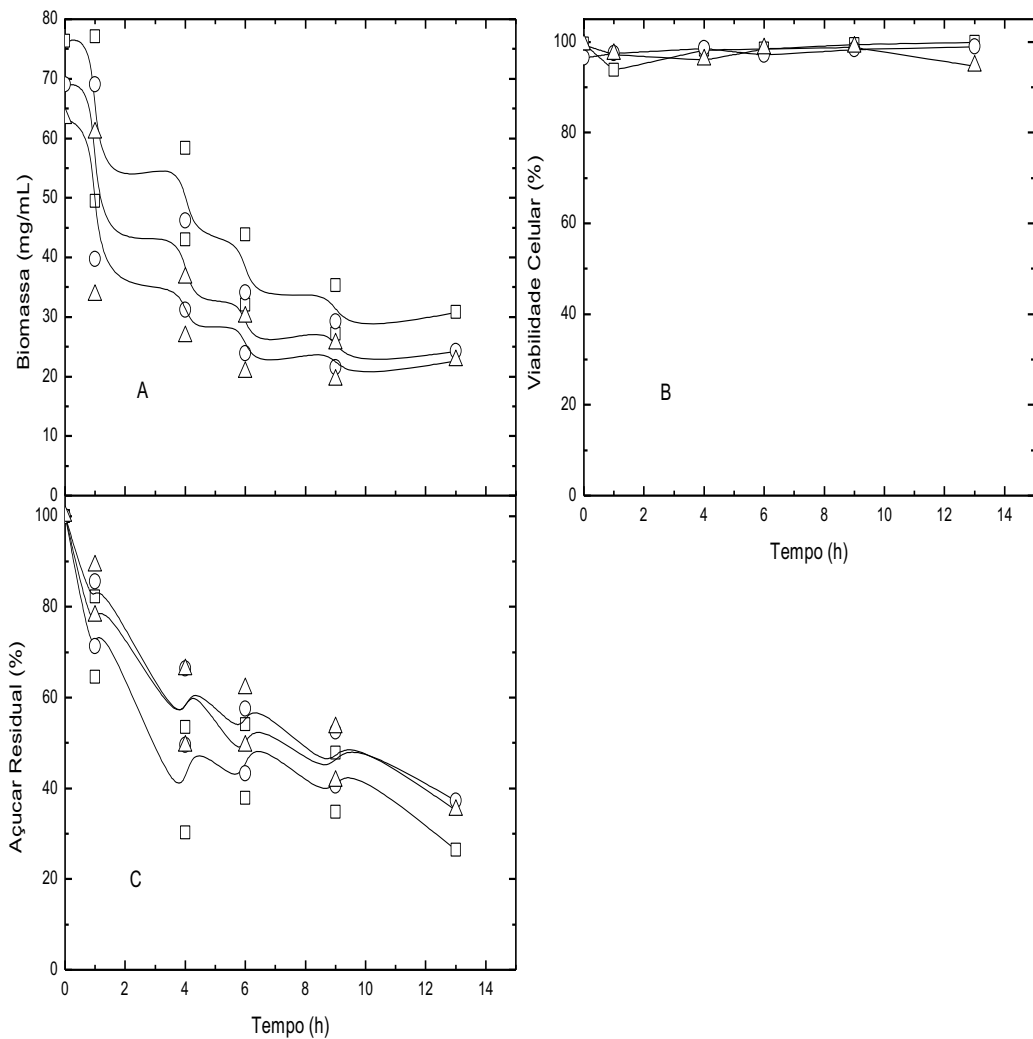 80
70
60
50
40
30
20
10
0
Biomassa (mg/mL)
A
100
80
60
40
20
0
Viabilidade Celular (%)
B
0 2 4 6 8 10 12 14
Tempo (h)
100
80
60
40
20
0
Açucar Residual (%)
C
0 2 4 6 8 10 12 14
Tempo (h)